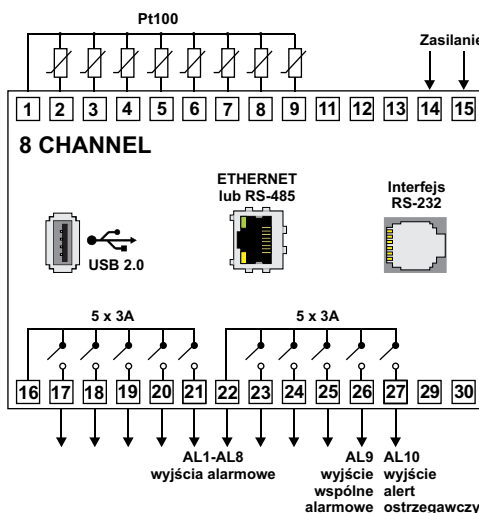 Pt100
Zasilanie
1 2 3 4 5 6 7 8 9 11 12 13 14 15
8 CHANNEL
ETHERNET
lub RS-485
Interfejs
RS-232
USB 2.0
5 x 3A
5 x 3A
16 17 18 19 20 21 22 23 24 25 26 27 29 30
AL1-AL8
wyjścia alarmowe
AL9
wyjście
wspólne
alarmowe
AL10
wyjście
alert
ostrzegawczy